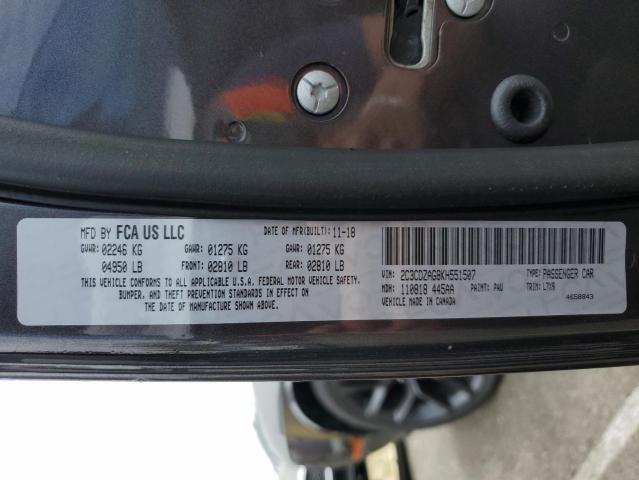 MFD BY FCA US LLC DATE OF MFR(BUILT): 11-18
GVWR: 02246 KG GAWR: 01275 KG GAWR: 01275 KG
04950 LB FRONT: 02810 LB REAR: 02810 LB
THIS VEHICLE CONFORMS TO ALL APPLICABLE U.S.A. FEDERAL MOTOR VEHICLE SAFETY,
BUMPER, AND THEFT PREVENTION STANDARDS IN EFFECT ON
THE DATE OF MANUFACTURE SHOWN ABOVE.
VIN: 2C3CDZAG8KH551507 TYPE: PASSENGER CAR
MDH: 110818 445AA PAINT: PAU TRIM: L7X9
MADE IN CANADA 4658843